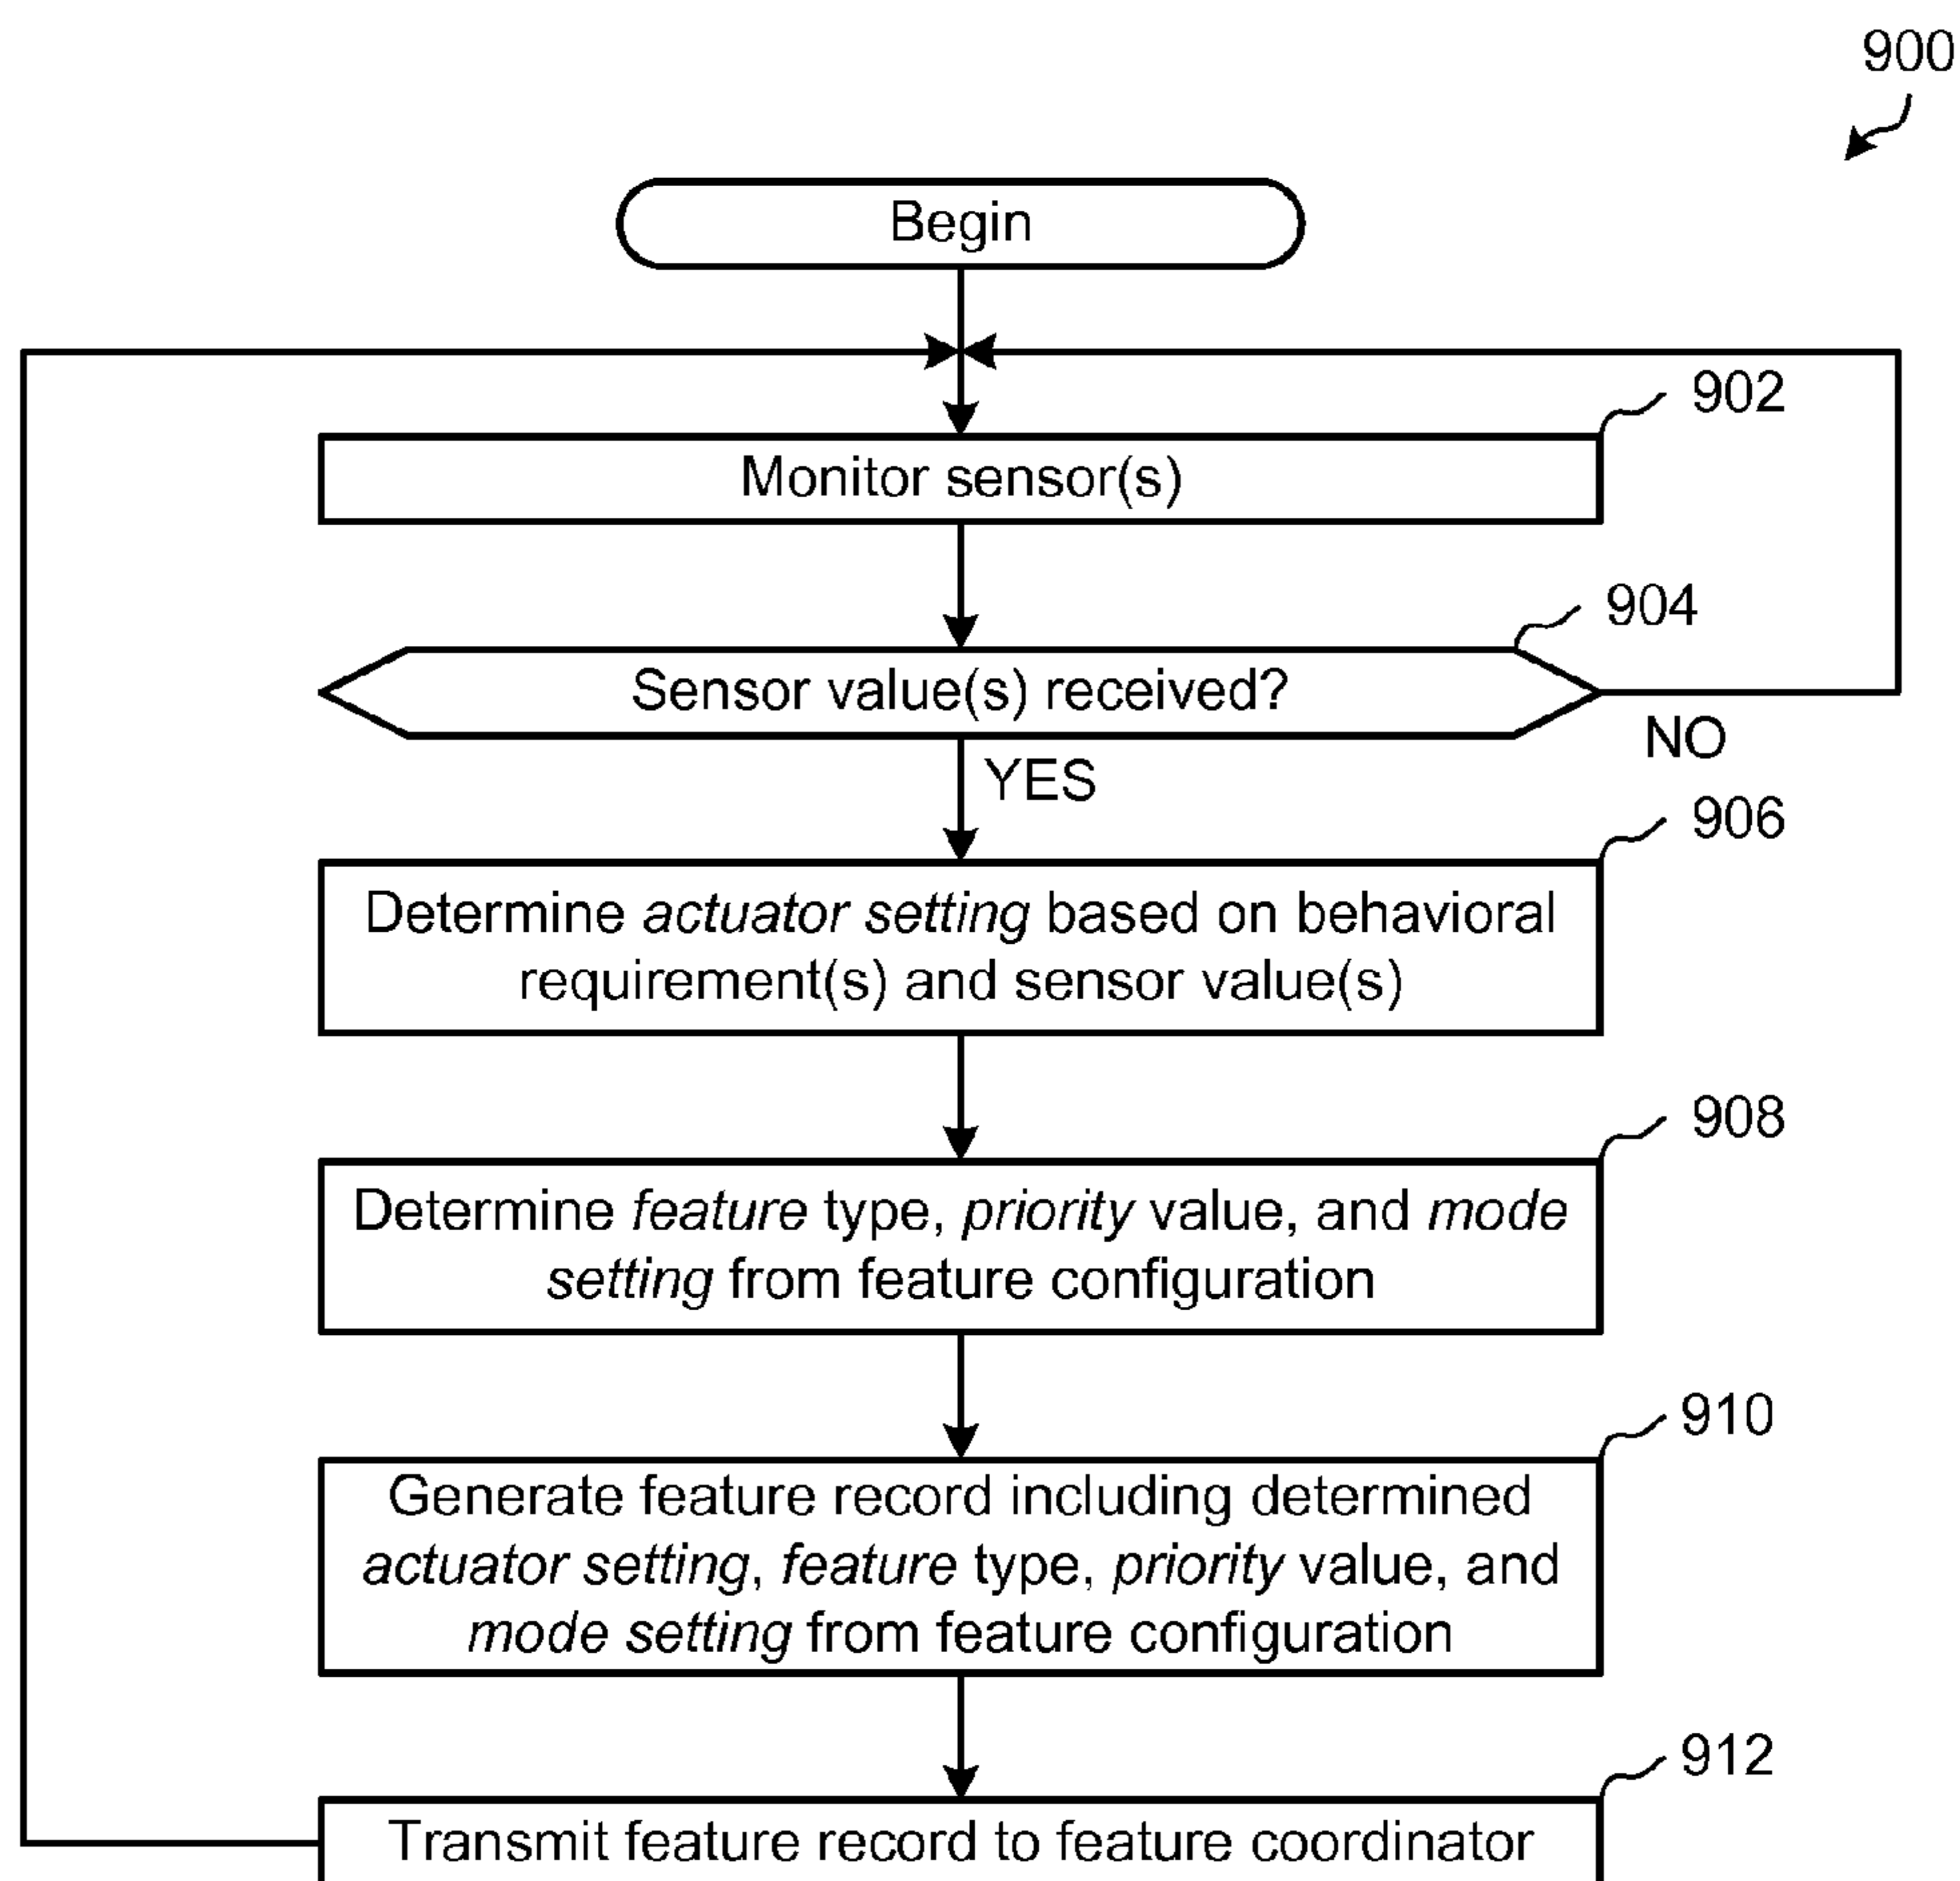 900
Begin
902
Monitor sensor(s)
904
Sensor value(s) received?
NO
YES
906
Determine actuator setting based on behavioral
requirement(s) and sensor value(s)
908
Determine feature type, priority value, and mode
setting from feature configuration
910
Generate feature record including determined
actuator setting, feature type, priority value, and
mode setting from feature configuration
912
Transmit feature record to feature coordinator